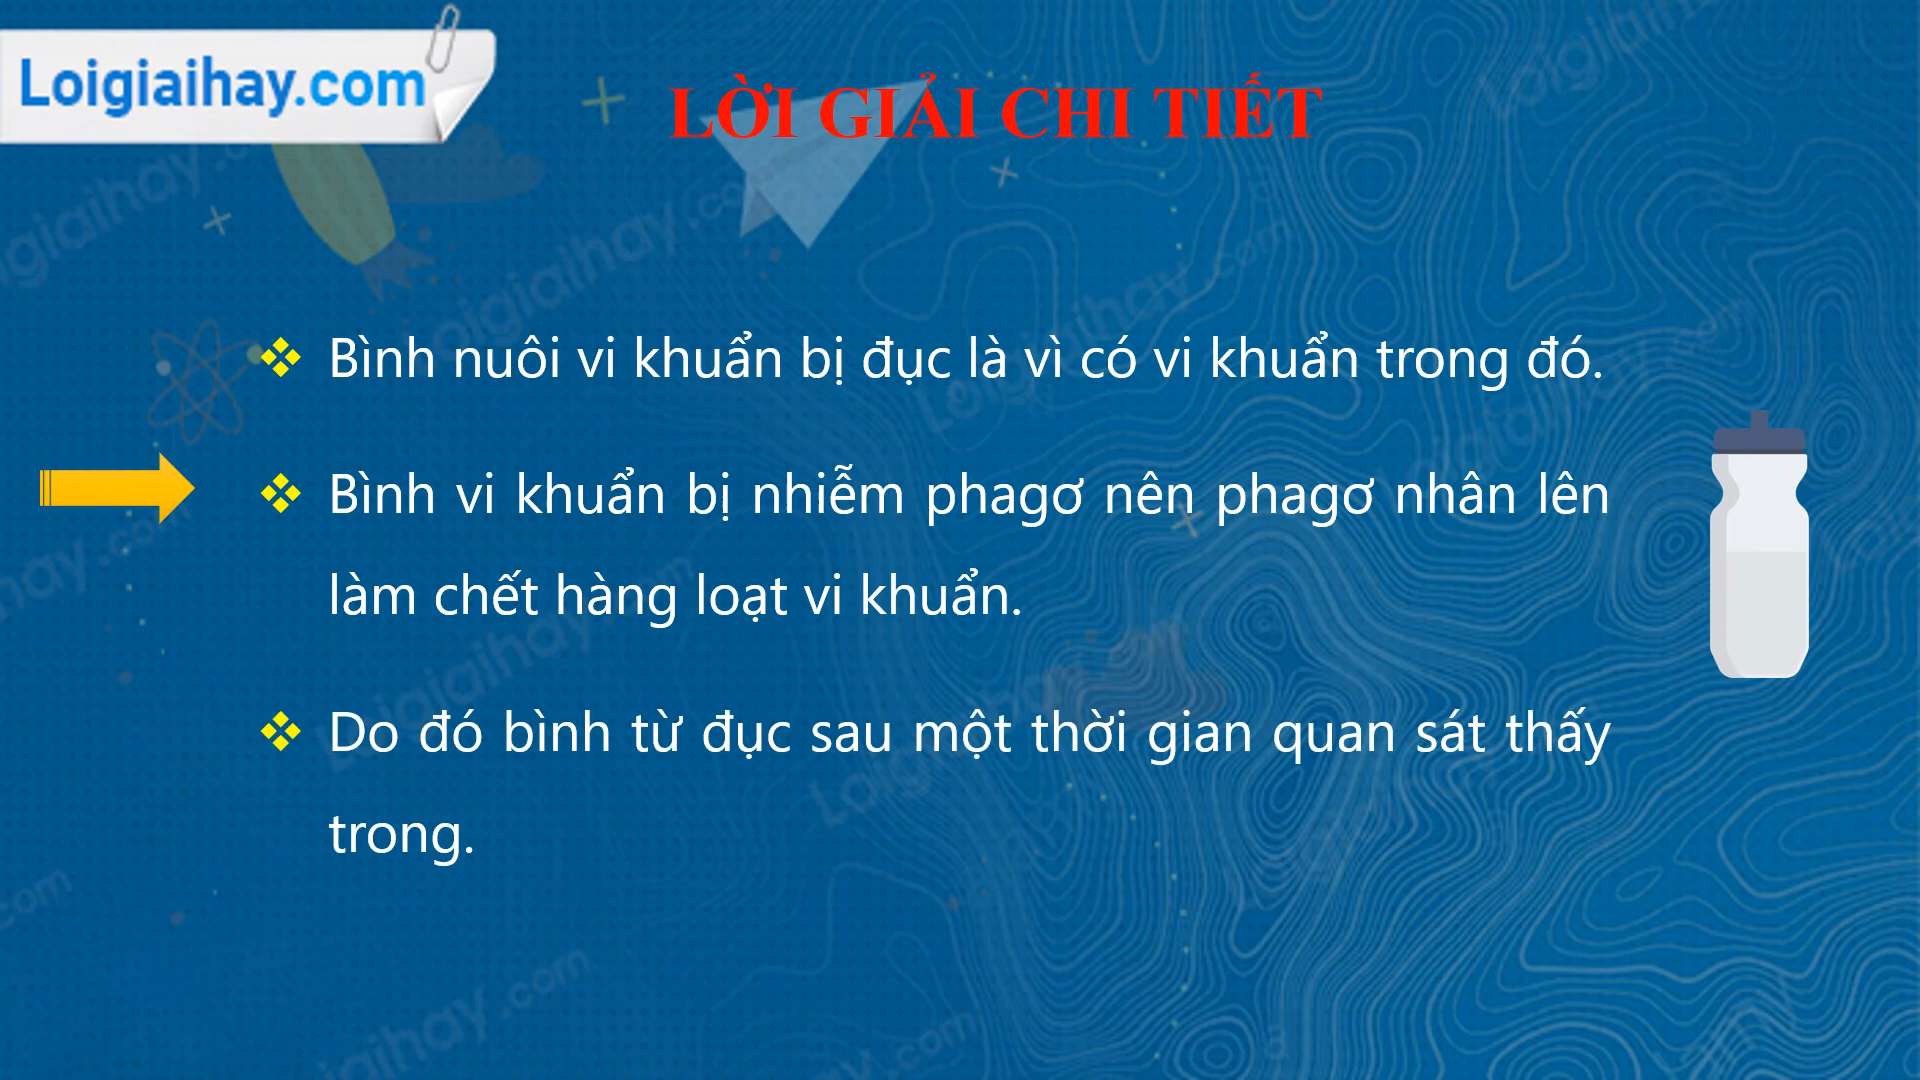 Loigiaihay.com
LỜI GIẢI CHI TIẾT
❖ Bình nuôi vi khuẩn bị đục là vì có vi khuẩn trong đó.
❖ Bình vi khuẩn bị nhiễm phagơ nên phagơ nhân lên
làm chết hàng loạt vi khuẩn.
❖ Do đó bình từ đục sau một thời gian quan sát thấy
trong.